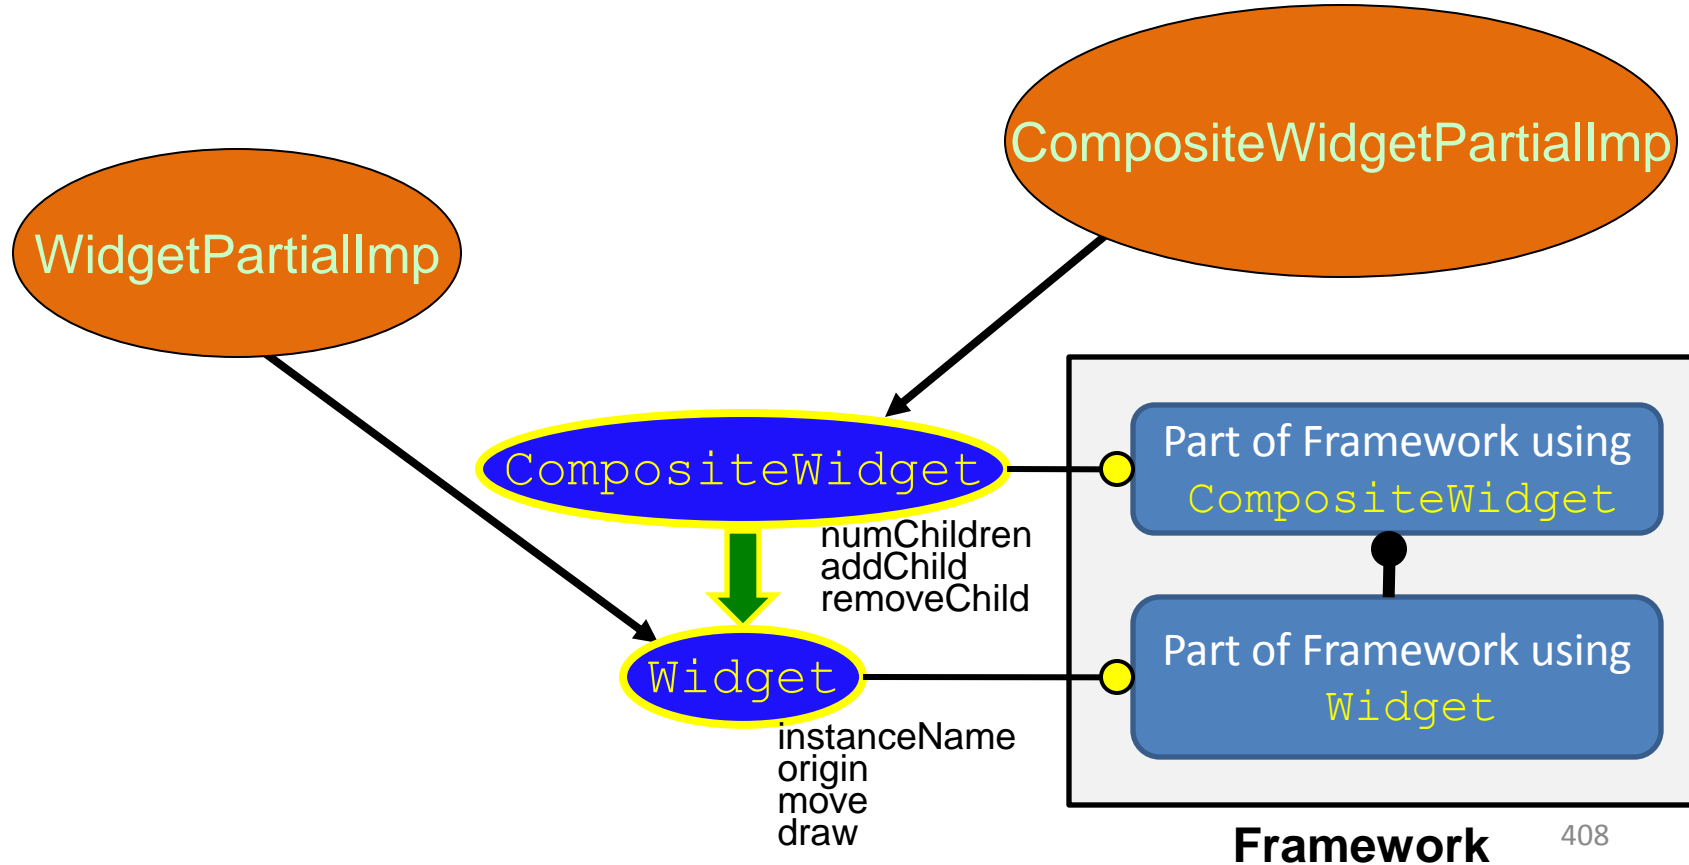 CompositeWidgetPartialImp
WidgetPartialImp
CompositeWidget
numChildren
addChild
removeChild
Widget
instanceName
origin
move
draw
Part of Framework using
CompositeWidget
Part of Framework using
Widget
Framework
408